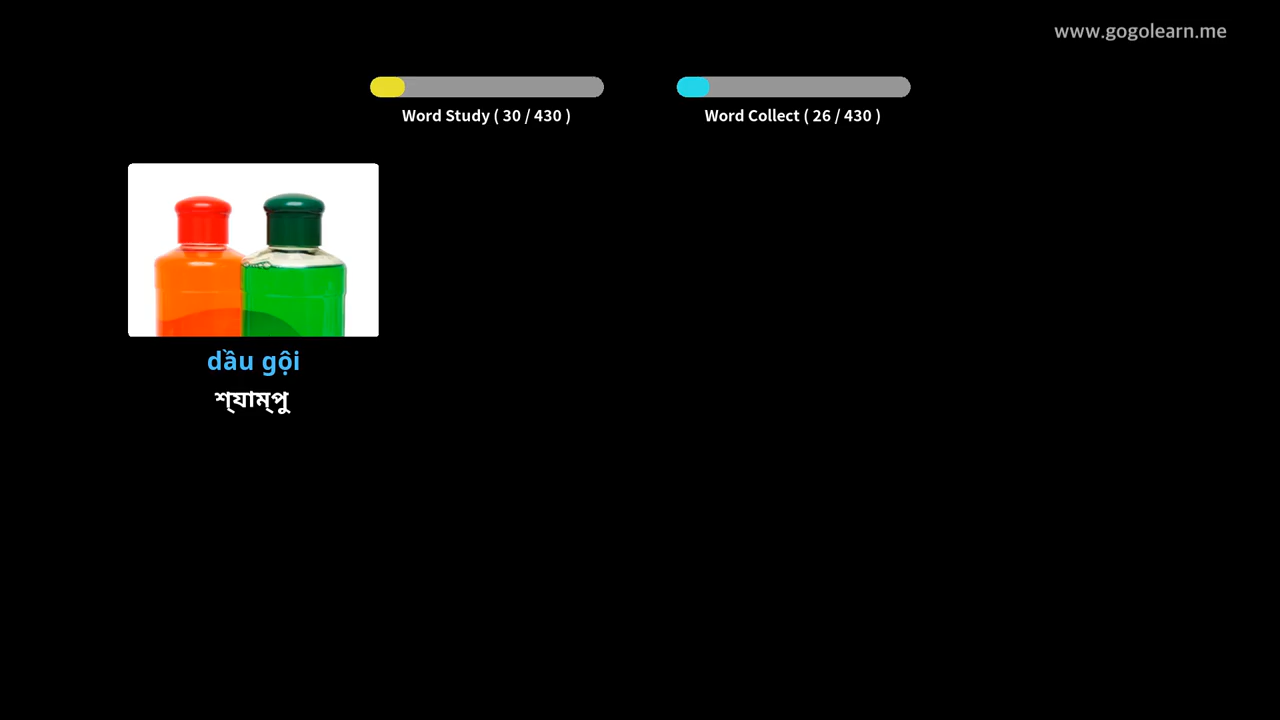 www.gogolearn.me
Word Study ( 30 / 430 )
Word Collect ( 26 / 430 )
dầu gội
শ্যাম্পু